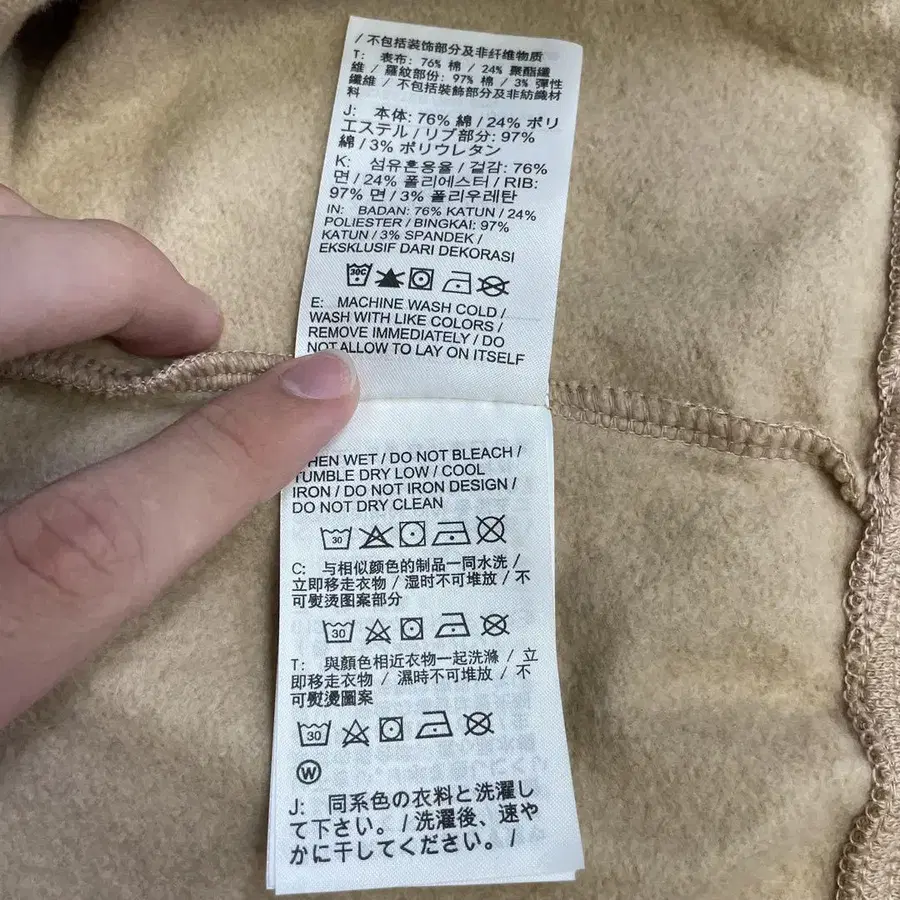 / 不包括装饰部分及非纤维物质
T: 表布: 76% 棉 / 24% 聚酯纖
維 / 羅紋部份: 97% 棉 / 3% 彈性
纖維 / 不包括裝飾部分及非紡織材
料
J: 本体: 76% 綿 / 24% ポリ
エステル / リブ部分: 97%
綿 / 3% ポリウレタン
K: 섬유혼용율 / 겉감: 76%
면 / 24% 폴리에스터 / RIB:
97% 면 / 3% 폴리우레탄
IN: BADAN: 76% KATUN / 24%
POLIESTER / BINGKAI: 97%
KATUN / 3% SPANDEK /
EKSKLUSIF DARI DEKORASI
30C
E: MACHINE WASH COLD /
WASH WITH LIKE COLORS /
REMOVE IMMEDIATELY / DO
NOT ALLOW TO LAY ON ITSELF
WHEN WET / DO NOT BLEACH /
TUMBLE DRY LOW / COOL
IRON / DO NOT IRON DESIGN /
DO NOT DRY CLEAN
30
C: 与相似颜色的制品一同水洗 /
立即移走衣物 / 湿时不可堆放 / 不
可熨烫图案部分
30
T: 與顏色相近衣物一起洗滌 / 立
即移走衣物 / 濕時不可堆放 / 不
可熨燙圖案
30
W
J: 同系色の衣料と洗濯し
て下さい。 / 洗濯後、速や
かに干してください。 /